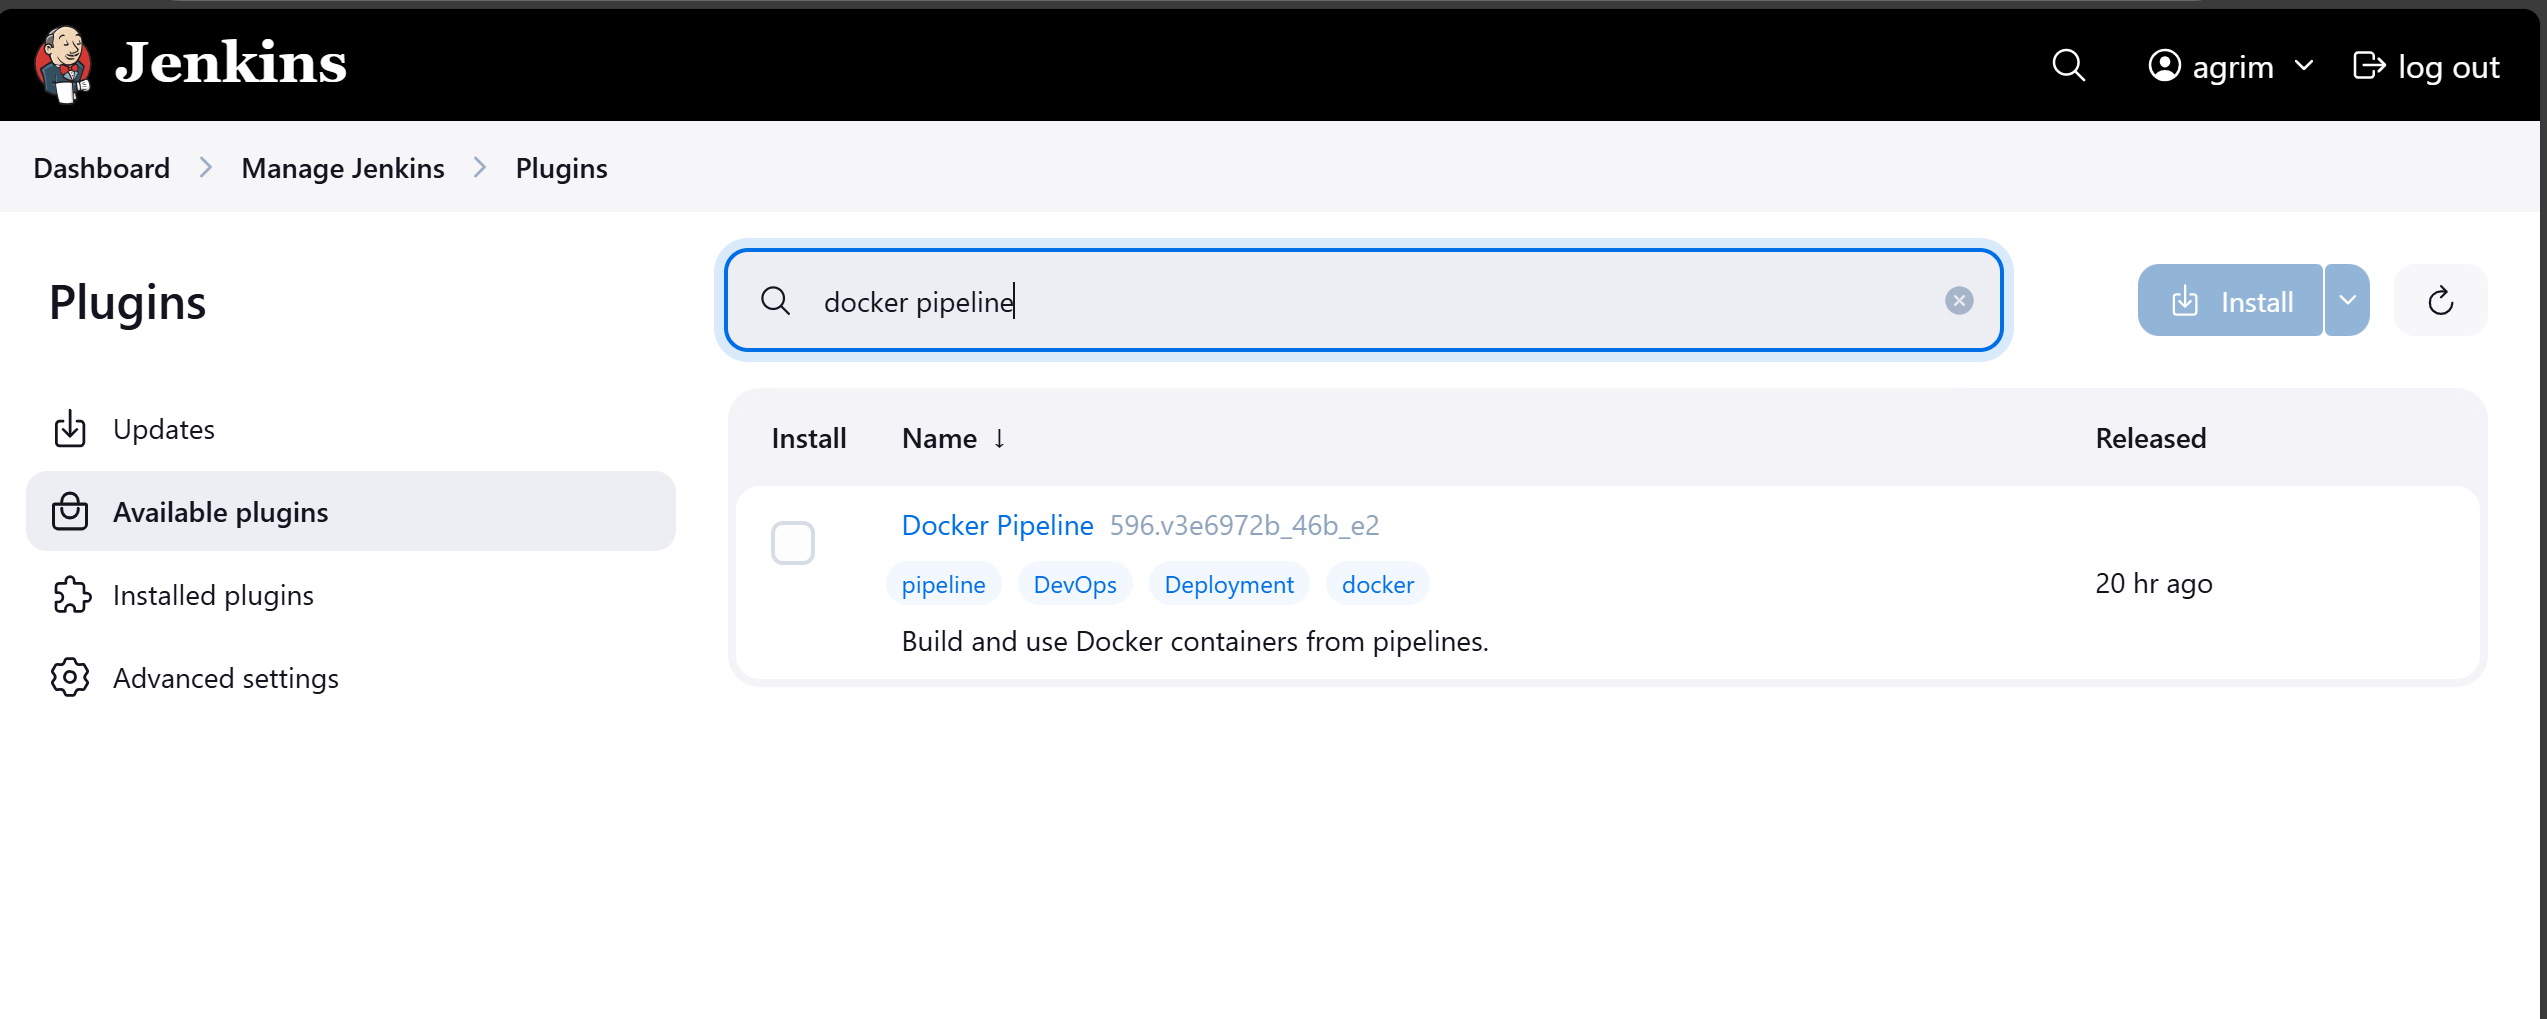 Jenkins
agrim
log out
Dashboard
Manage Jenkins
Plugins
Plugins
docker pipeline
Install
Updates
Available plugins
Installed plugins
Advanced settings
Install Name ↓ Released
Docker Pipeline 596.v3e6972b_46b_e2
pipeline DevOps Deployment docker
20 hr ago
Build and use Docker containers from pipelines.